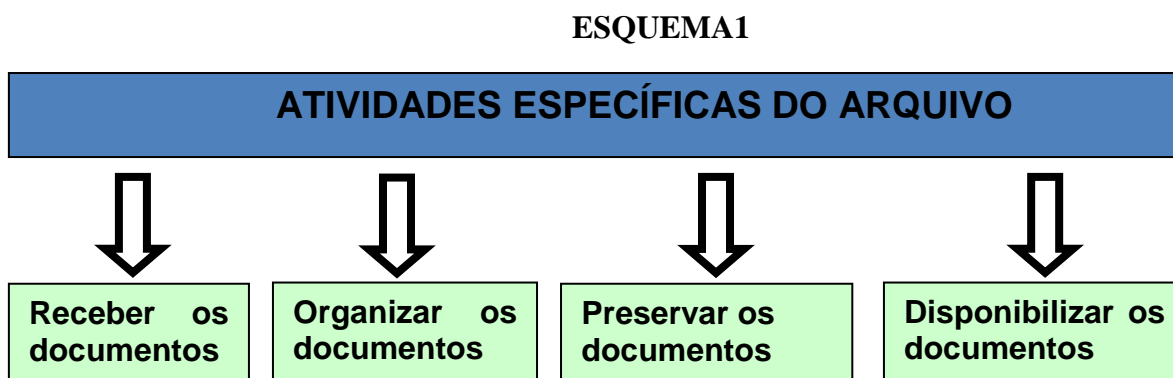 ESQUEMA1
ATIVIDADES ESPECÍFICAS DO ARQUIVO
Receber os
documentos
Organizar os
documentos
Preservar os
documentos
Disponibilizar os
documentos